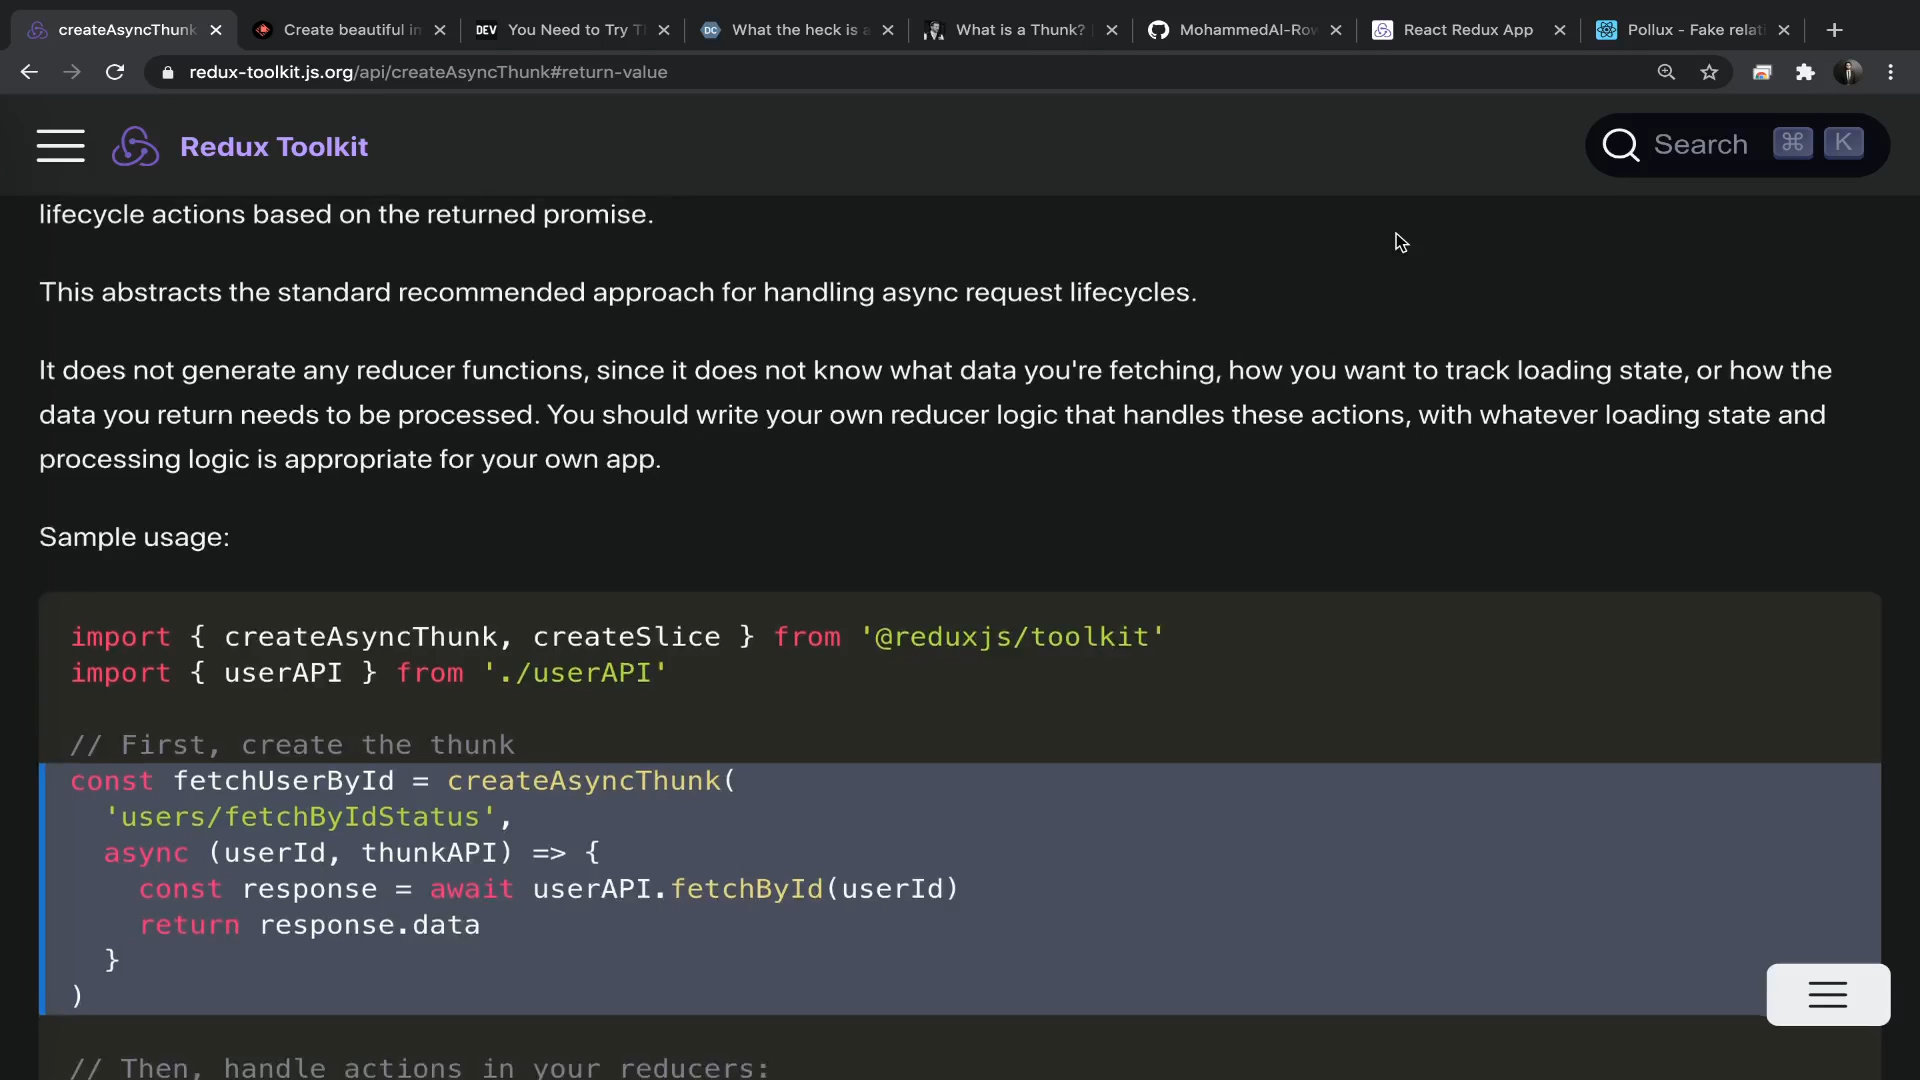 createAsyncThunk
Create beautiful in
DEV You Need to Try T
DC What the heck is a
What is a Thunk?
MohammedAl-Row
React Redux App
Pollux - Fake relati
redux-toolkit.js.org/api/createAsyncThunk#return-value
Redux Toolkit
Search ⌘ K
lifecycle actions based on the returned promise.
This abstracts the standard recommended approach for handling async request lifecycles.
It does not generate any reducer functions, since it does not know what data you're fetching, how you want to track loading state, or how the
data you return needs to be processed. You should write your own reducer logic that handles these actions, with whatever loading state and
processing logic is appropriate for your own app.
Sample usage:
import { createAsyncThunk, createSlice } from '@reduxjs/toolkit'
import { userAPI } from './userAPI'
// First, create the thunk
const fetchUserById = createAsyncThunk(
  'users/fetchByIdStatus',
  async (userId, thunkAPI) => {
    const response = await userAPI.fetchById(userId)
    return response.data
  }
)
// Then, handle actions in your reducers: